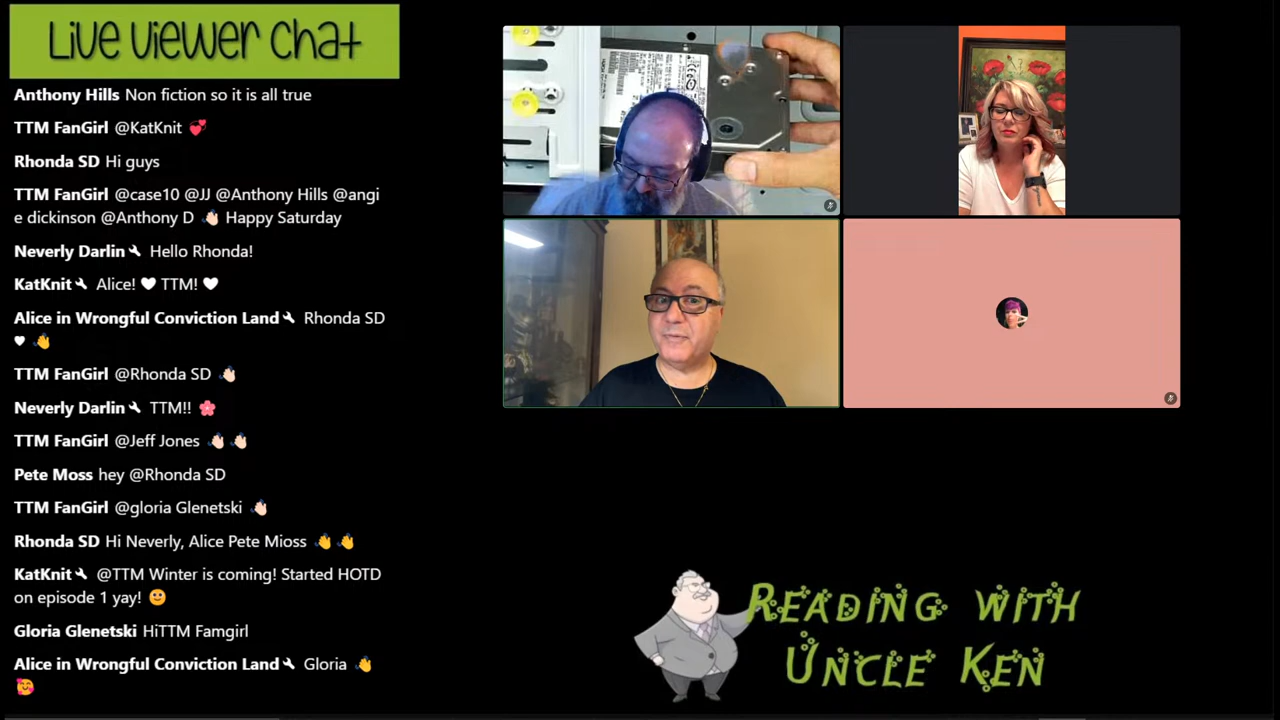 Live viewer chat
Anthony Hills Non fiction so it is all true
TTM FanGirl @KatKnit 💞
Rhonda SD Hi guys
TTM FanGirl @case10 @JJ @Anthony Hills @angi
e dickinson @Anthony D 👋🏻 Happy Saturday
Neverly Darlin Hello Rhonda!
KatKnit Alice! 🤍 TTM! 🤍
Alice in Wrongful Conviction Land Rhonda SD
♥ 👋
TTM FanGirl @Rhonda SD 👋🏻
Neverly Darlin TTM!! 🌸
TTM FanGirl @Jeff Jones 👋🏻 👋🏻
Pete Moss hey @Rhonda SD
TTM FanGirl @gloria Glenetski 👋🏻
Rhonda SD Hi Neverly, Alice Pete Mioss 👋 👋
KatKnit @TTM Winter is coming! Started HOTD
on episode 1 yay! 🙂
Gloria Glenetski HiTTM Famgirl
Alice in Wrongful Conviction Land Gloria 👋
🥰
Reading with
Uncle Ken